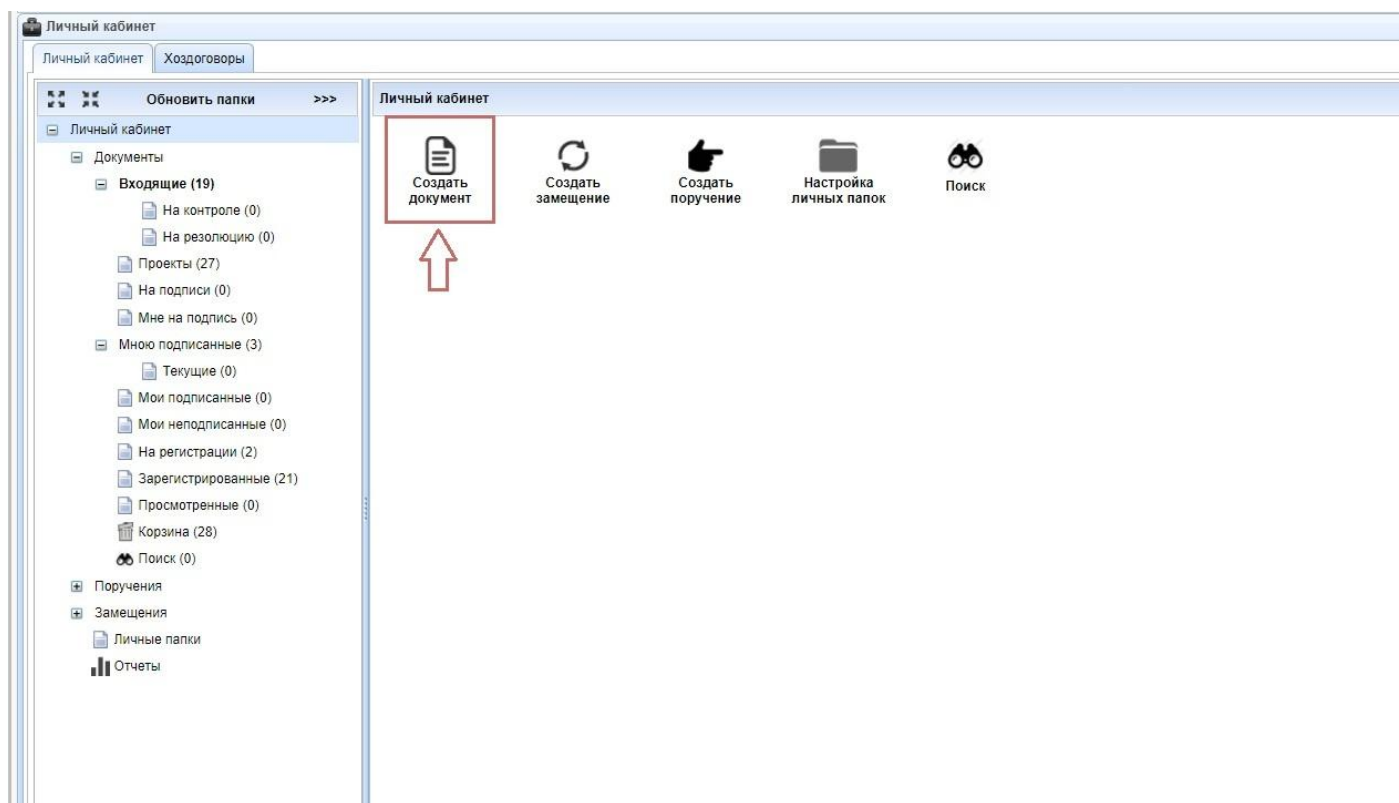 Личный кабинет
Личный кабинет
Хоздоговоры
Обновить папки >>>
Личный кабинет
Документы
Входящие (19)
На контроле (0)
На резолюцию (0)
Проекты (27)
На подписи (0)
Мне на подпись (0)
Мною подписанные (3)
Текущие (0)
Мои подписанные (0)
Мои неподписанные (0)
На регистрации (2)
Зарегистрированные (21)
Просмотренные (0)
Корзина (28)
Поиск (0)
Поручения
Замещения
Личные папки
Отчеты
Личный кабинет
Создать
документ
Создать
замещение
Создать
поручение
Настройка
личных папок
Поиск